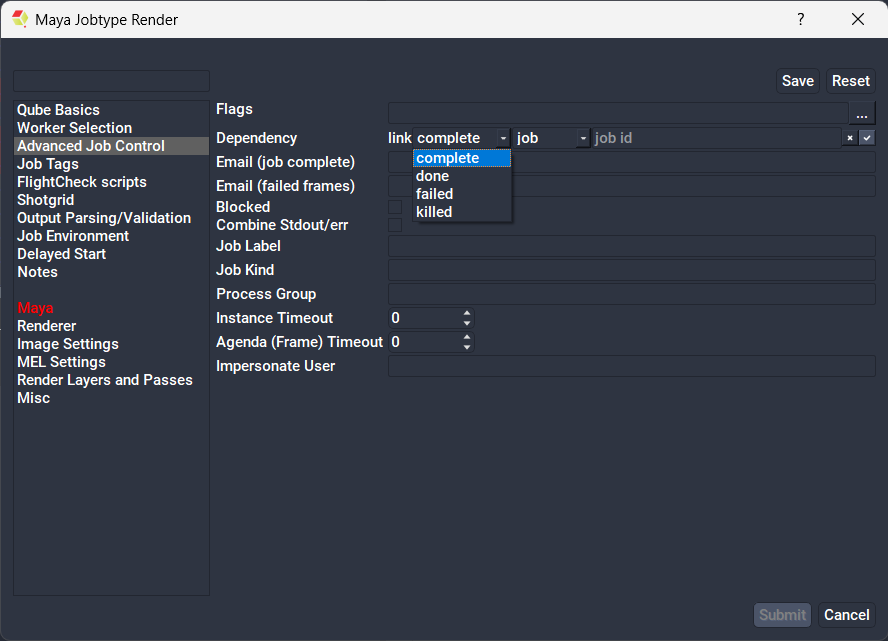 Maya Jobtype Render
?
Save Reset
Qube Basics
Worker Selection
Advanced Job Control
Job Tags
FlightCheck scripts
Shotgrid
Output Parsing/Validation
Job Environment
Delayed Start
Notes
Maya
Renderer
Image Settings
MEL Settings
Render Layers and Passes
Misc
Flags ...
Dependency link complete job job id
complete
done
failed
killed
Email (job complete)
Email (failed frames)
Blocked
Combine Stdout/err
Job Label
Job Kind
Process Group
Instance Timeout 0
Agenda (Frame) Timeout 0
Impersonate User
Submit Cancel